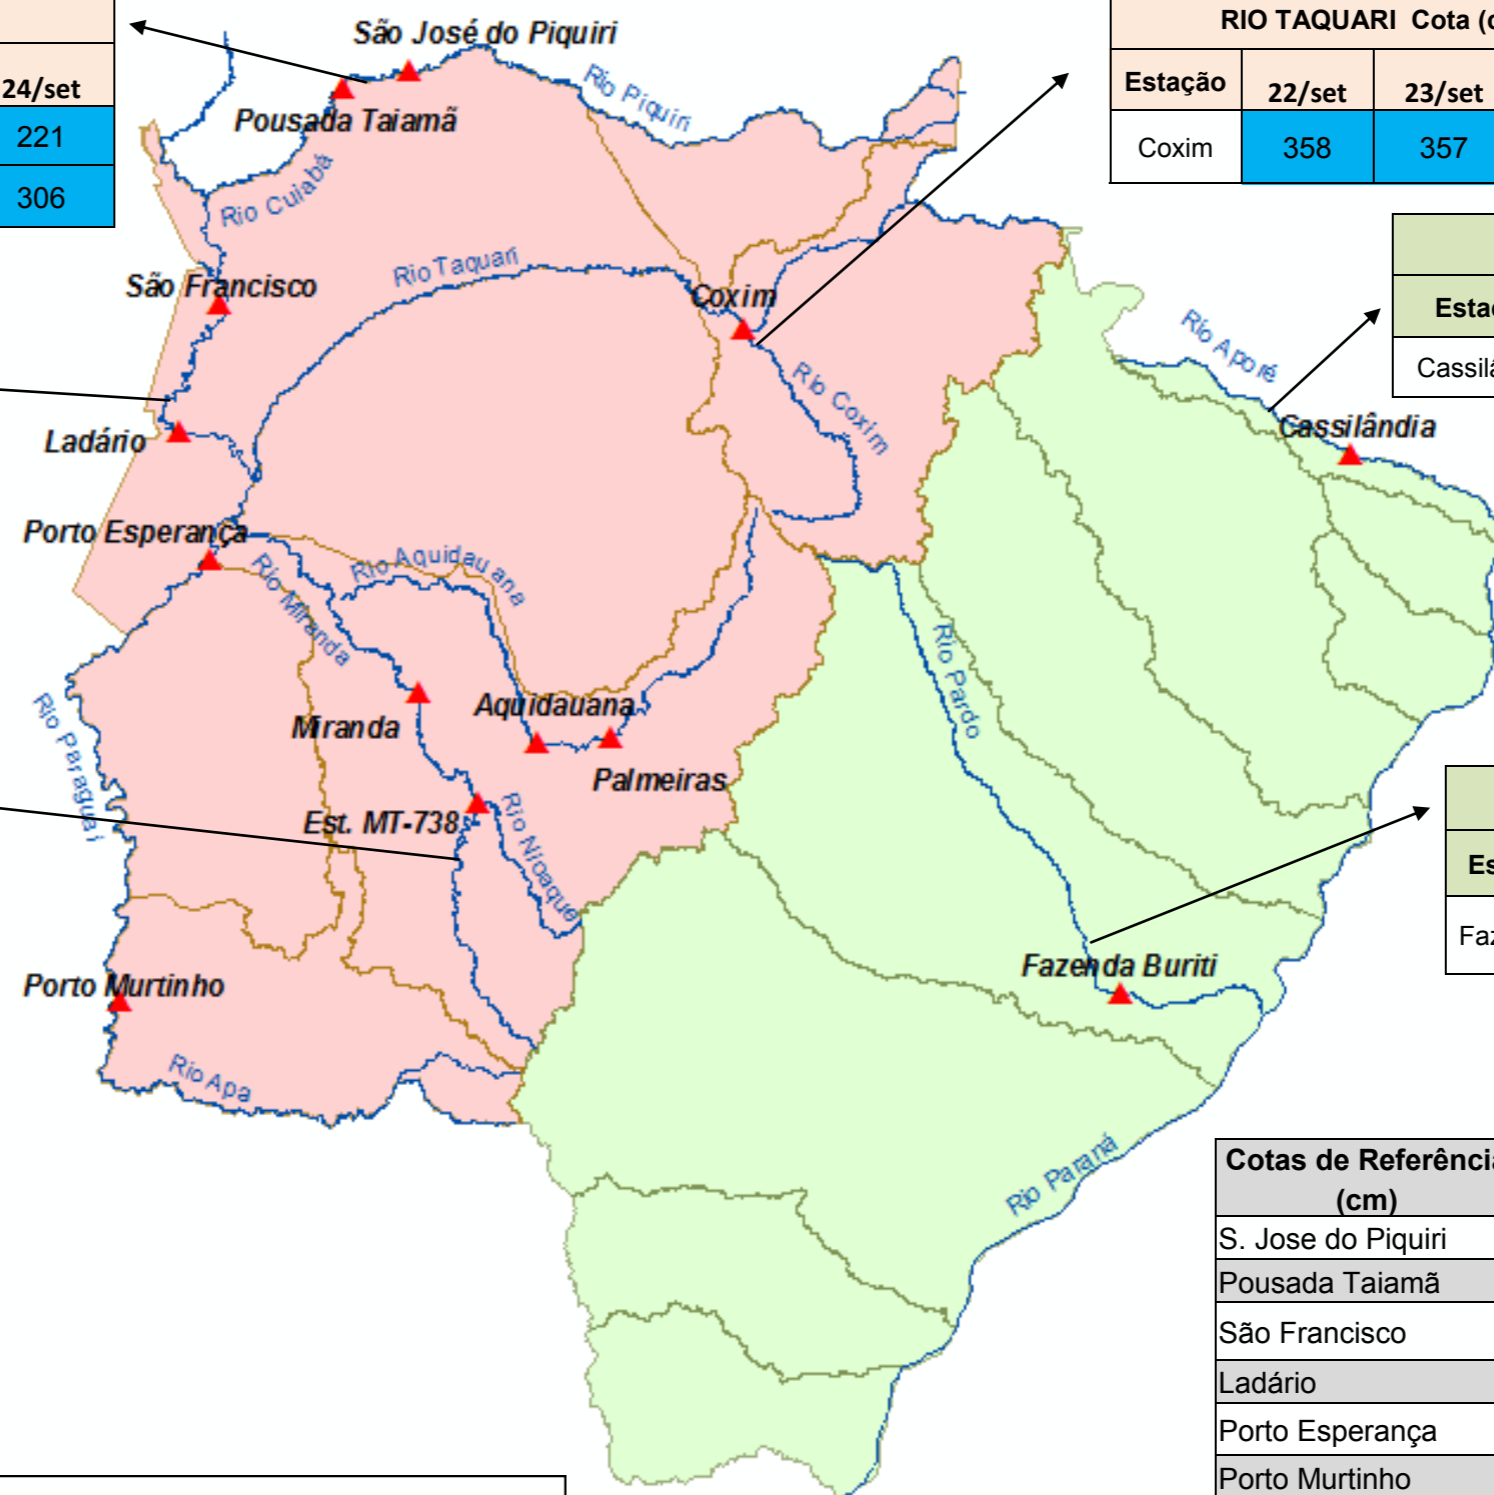 24/set
221
306
RIO TAQUARI Cota (c
Estação 22/set 23/set
Coxim 358 357
São José do Piquiri
Rio Piquiri
Pousada Taiamã
Rio Cuiabá
Rio Taquari
São Francisco
Coxim
Rio Coxim
Rio Aporé
Esta
Cassil
Cassilândia
Ladário
Porto Esperança
Rio Miranda
Rio Aquidauana
Rio Pardo
Rio Paraguai
Miranda
Aquidauana
Palmeiras
Est. MT-738
Rio Nioaque
Es
Faz
Fazenda Buriti
Porto Murtinho
Rio Apa
Rio Paraná
Cotas de Referência
(cm)
S. Jose do Piquiri
Pousada Taiamã
São Francisco
Ladário
Porto Esperança
Porto Murtinho